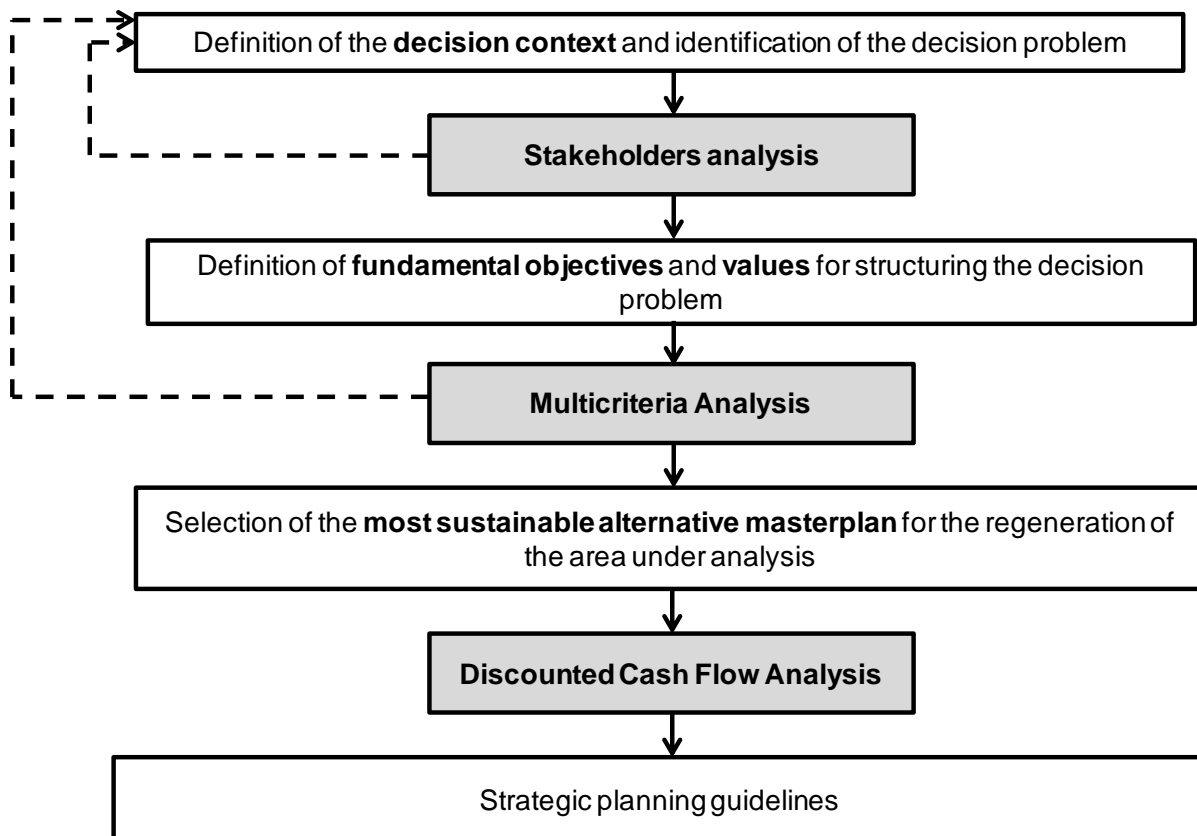 Definition of the decision context and identification of the decision problem
Stakeholders analysis
Definition of fundamental objectives and values for structuring the decision
problem
Multicriteria Analysis
Selection of the most sustainable alternative masterplan for the regeneration of
the area under analysis
Discounted Cash Flow Analysis
Strategic planning guidelines